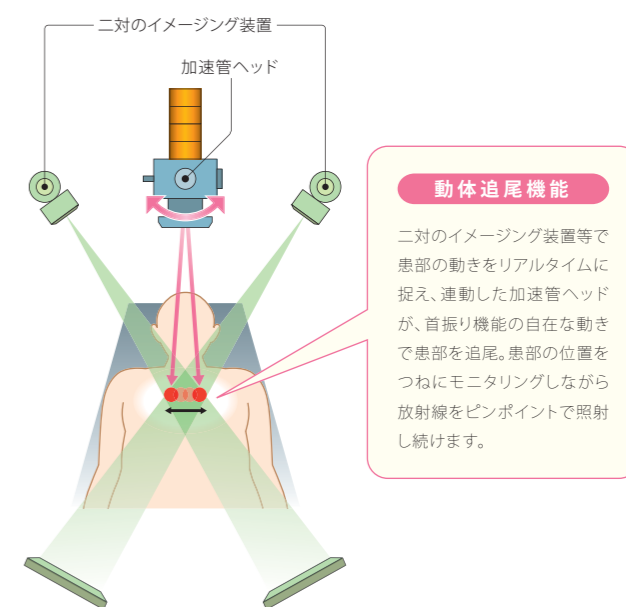 二対のイメージング装置
加速管ヘッド
動体追尾機能
二対のイメージング装置等で
患部の動きをリアルタイムに
捉え、連動した加速管ヘッド
が、首振り機能の自在な動き
で患部を追尾。患部の位置を
つねにモニタリングしながら
放射線をピンポイントで照射
し続けます。